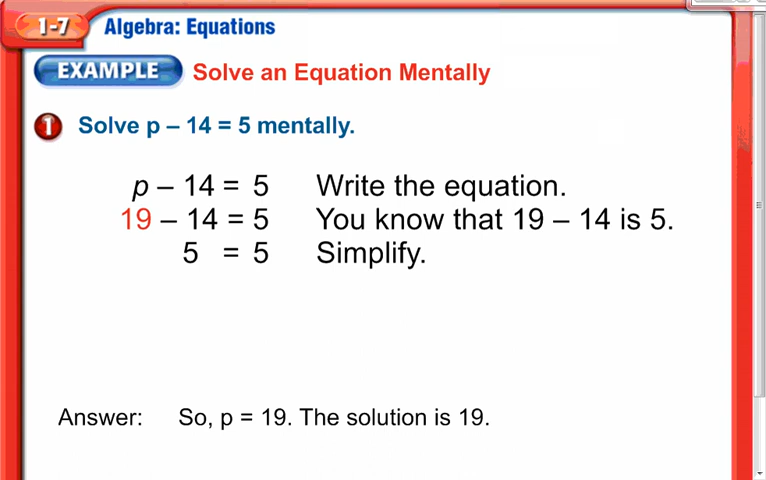 1-7 Algebra: Equations
EXAMPLE Solve an Equation Mentally
1 Solve p – 14 = 5 mentally.
p – 14 = 5 Write the equation.
19 – 14 = 5 You know that 19 – 14 is 5.
5 = 5 Simplify.
Answer: So, p = 19. The solution is 19.